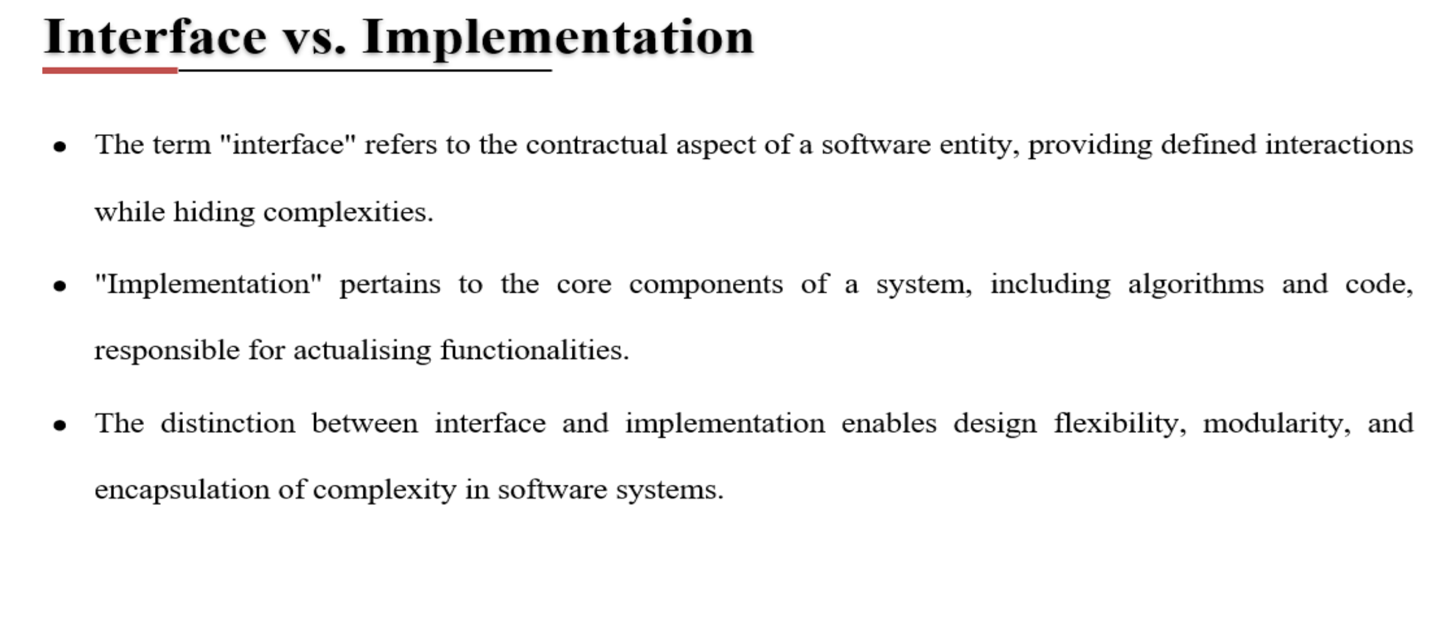 Interface vs. Implementation
● The term "interface" refers to the contractual aspect of a software entity, providing defined interactions
while hiding complexities.
● "Implementation" pertains to the core components of a system, including algorithms and code,
responsible for actualising functionalities.
● The distinction between interface and implementation enables design flexibility, modularity, and
encapsulation of complexity in software systems.